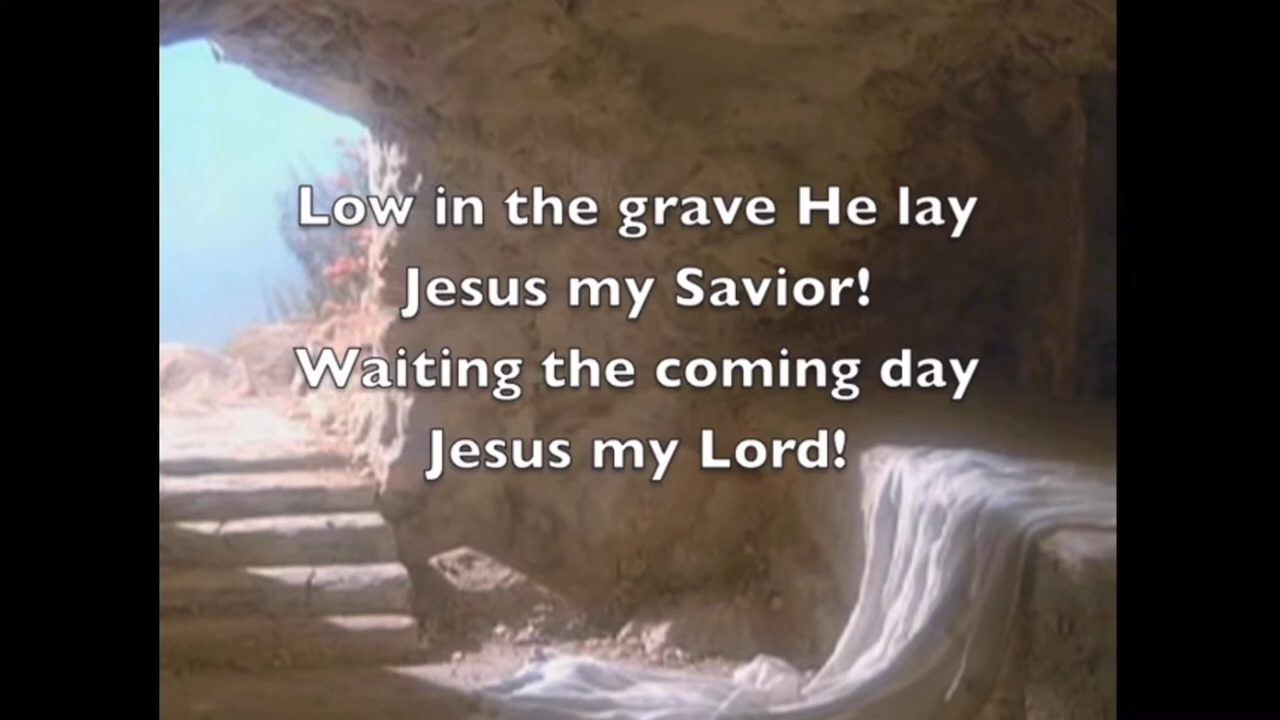 Low in the grave He lay
Jesus my Savior!
Waiting the coming day
Jesus my Lord!